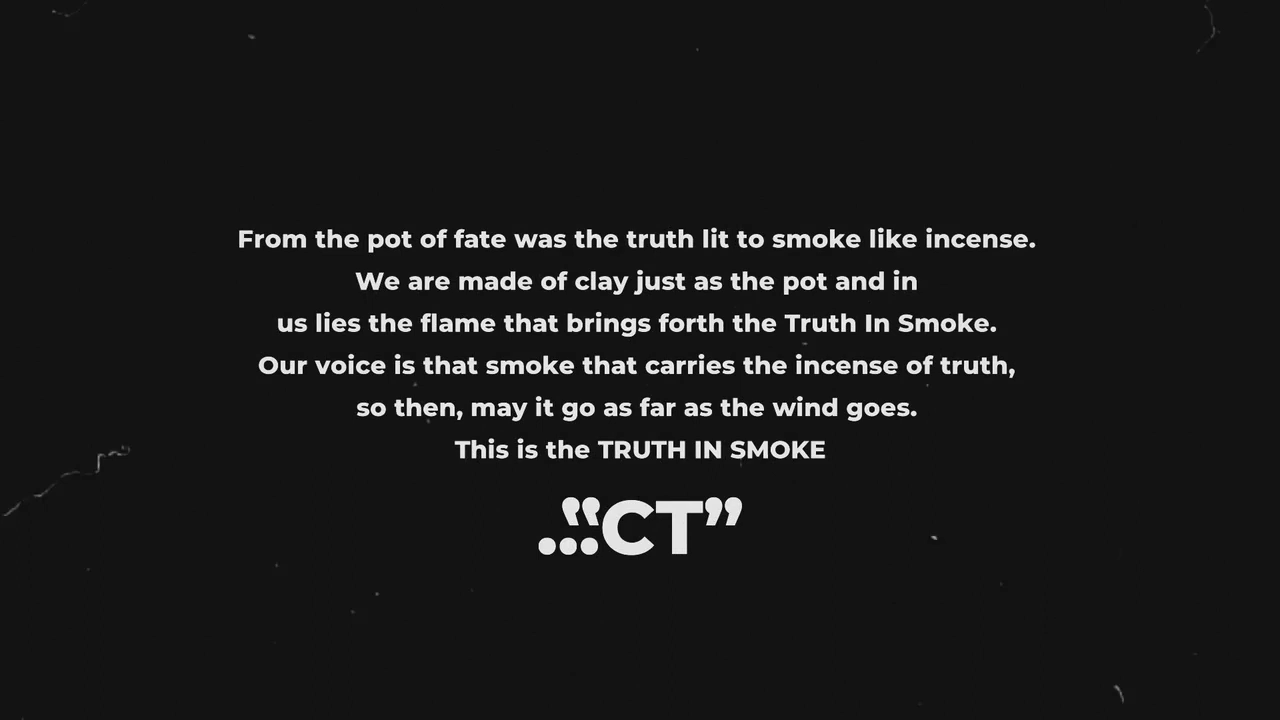 From the pot of fate was the truth lit to smoke like incense.
We are made of clay just as the pot and in
us lies the flame that brings forth the Truth In Smoke.
Our voice is that smoke that carries the incense of truth,
so then, may it go as far as the wind goes.
This is the TRUTH IN SMOKE
...“CT”